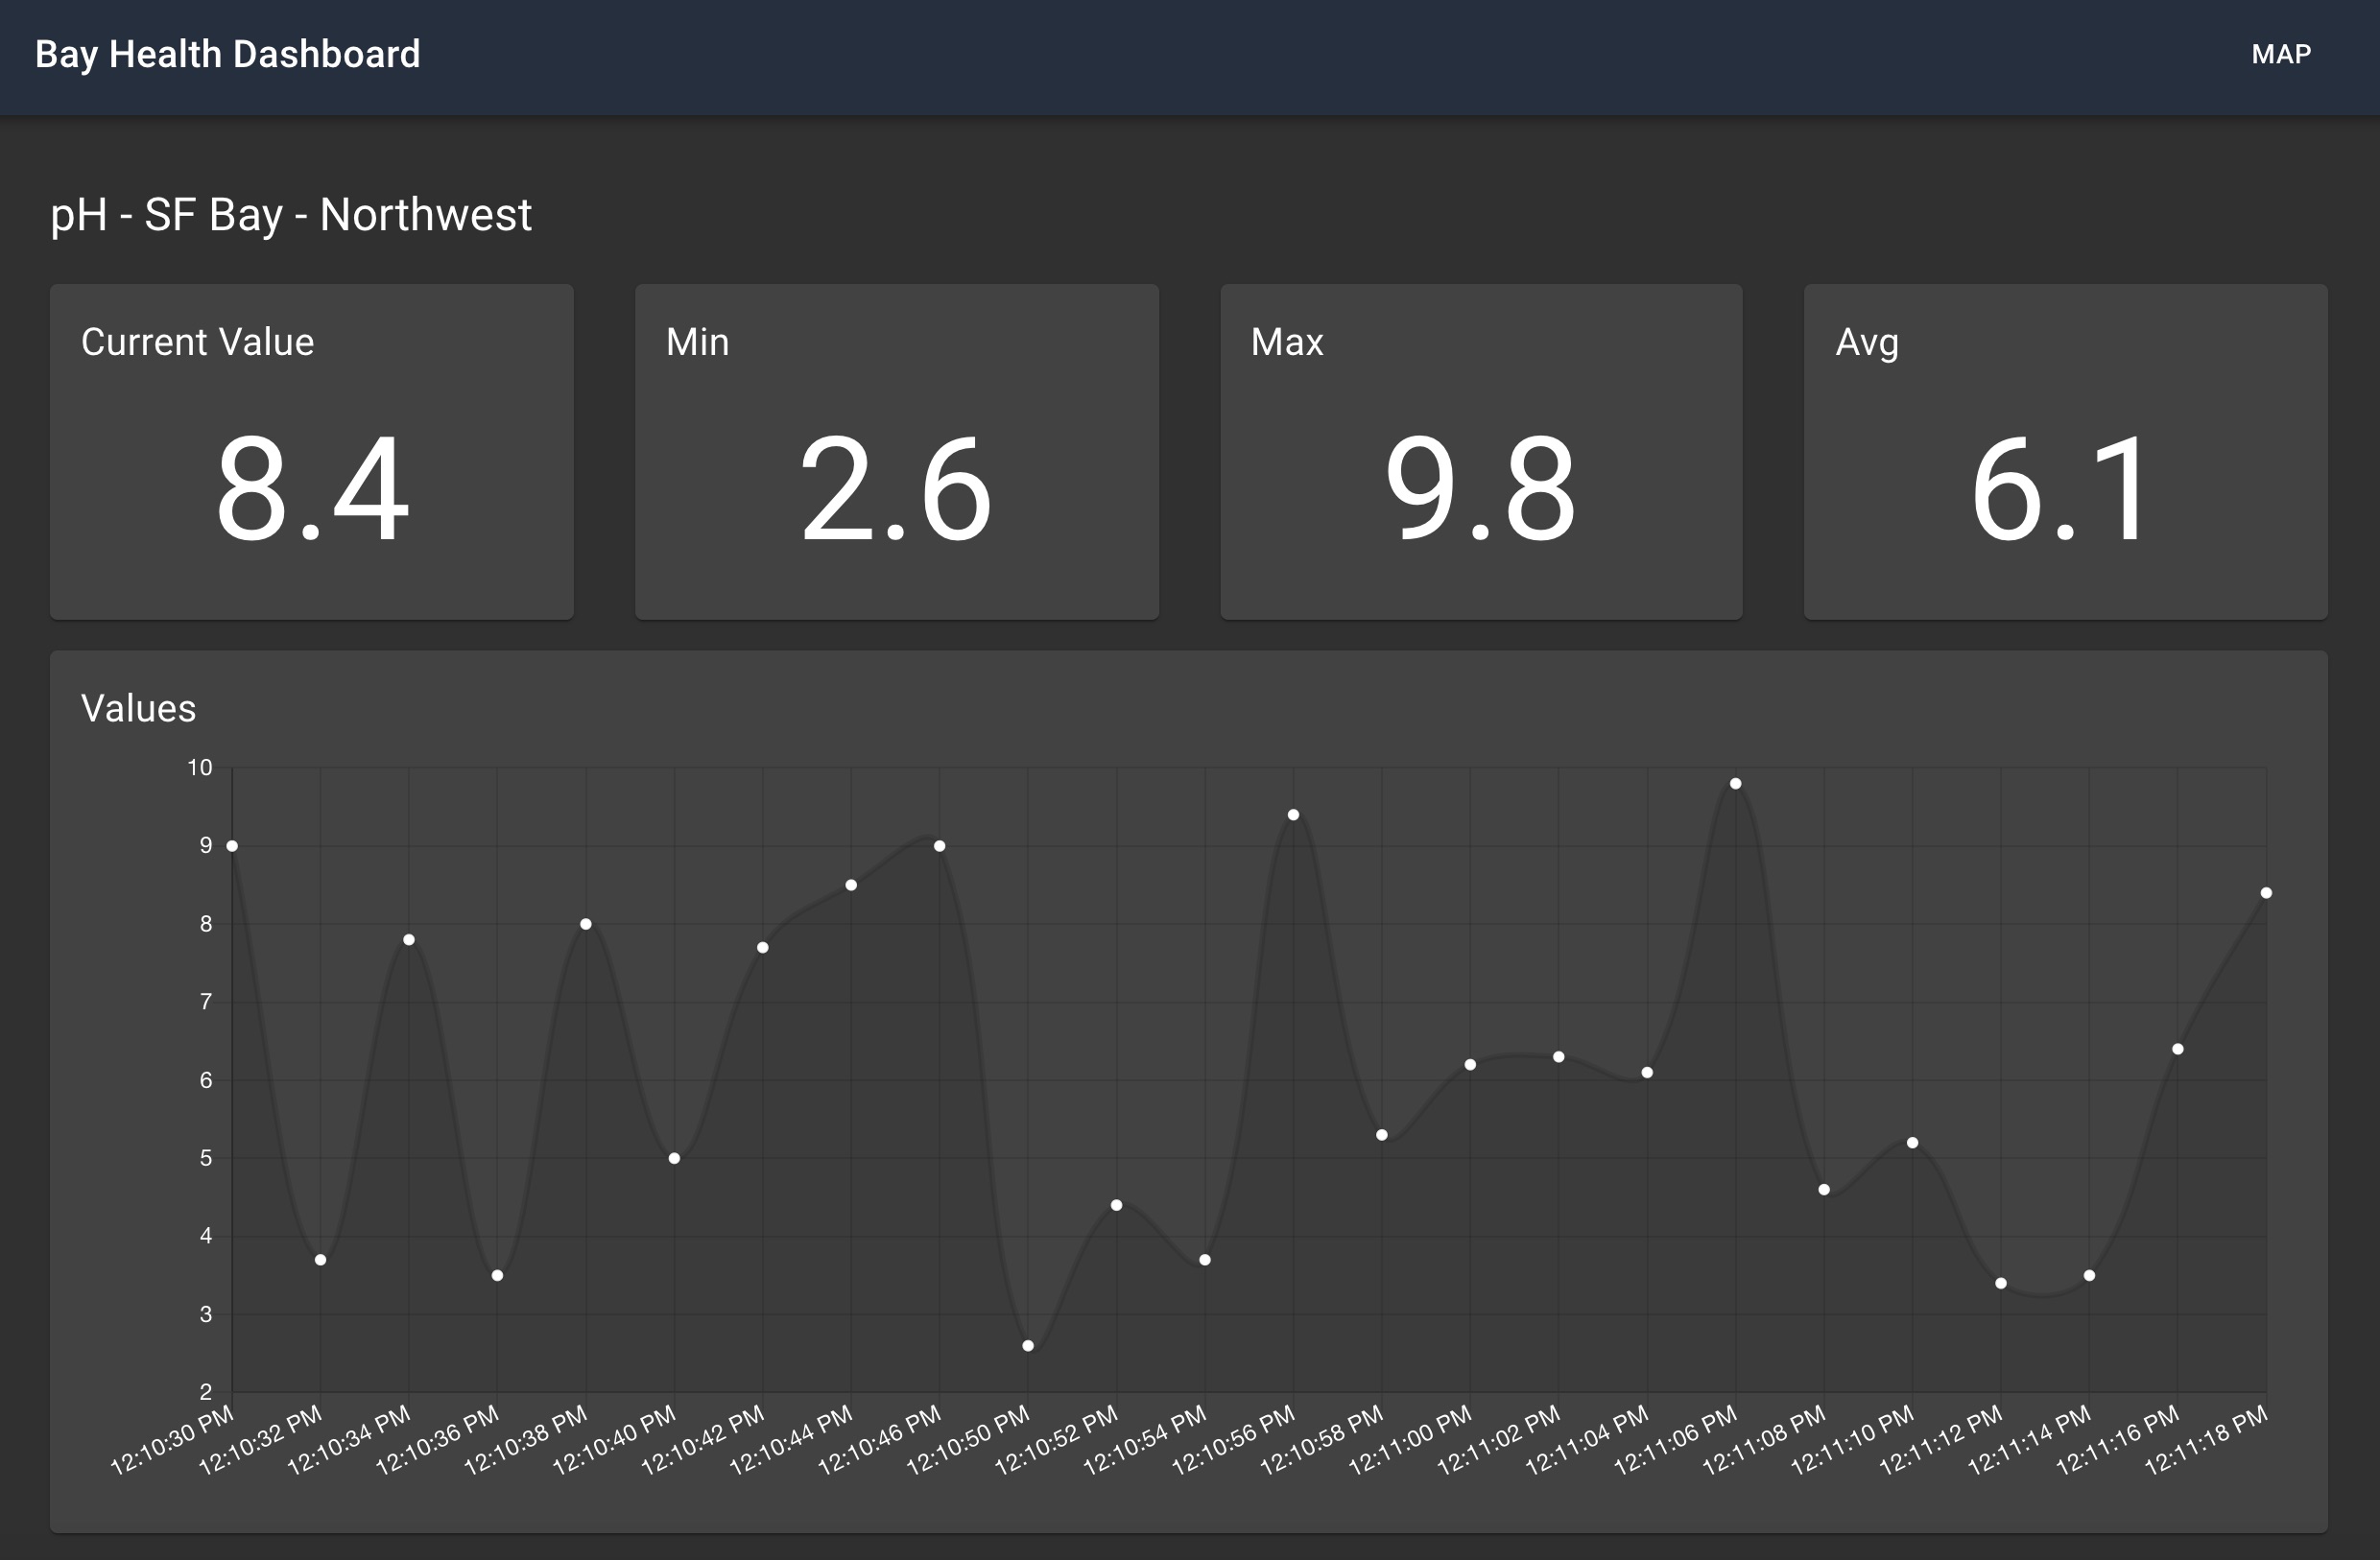 Bay Health Dashboard MAP
pH - SF Bay - Northwest
Current Value Min Max Avg
8.4 2.6 9.8 6.1
Values
10
9
8
7
6
5
4
3
2
12:10:30 PM 12:10:32 PM 12:10:34 PM 12:10:36 PM 12:10:38 PM 12:10:40 PM 12:10:42 PM 12:10:44 PM 12:10:46 PM 12:10:50 PM 12:10:52 PM 12:10:54 PM 12:10:56 PM 12:10:58 PM 12:11:00 PM 12:11:02 PM 12:11:04 PM 12:11:06 PM 12:11:08 PM 12:11:10 PM 12:11:12 PM 12:11:14 PM 12:11:16 PM 12:11:18 PM